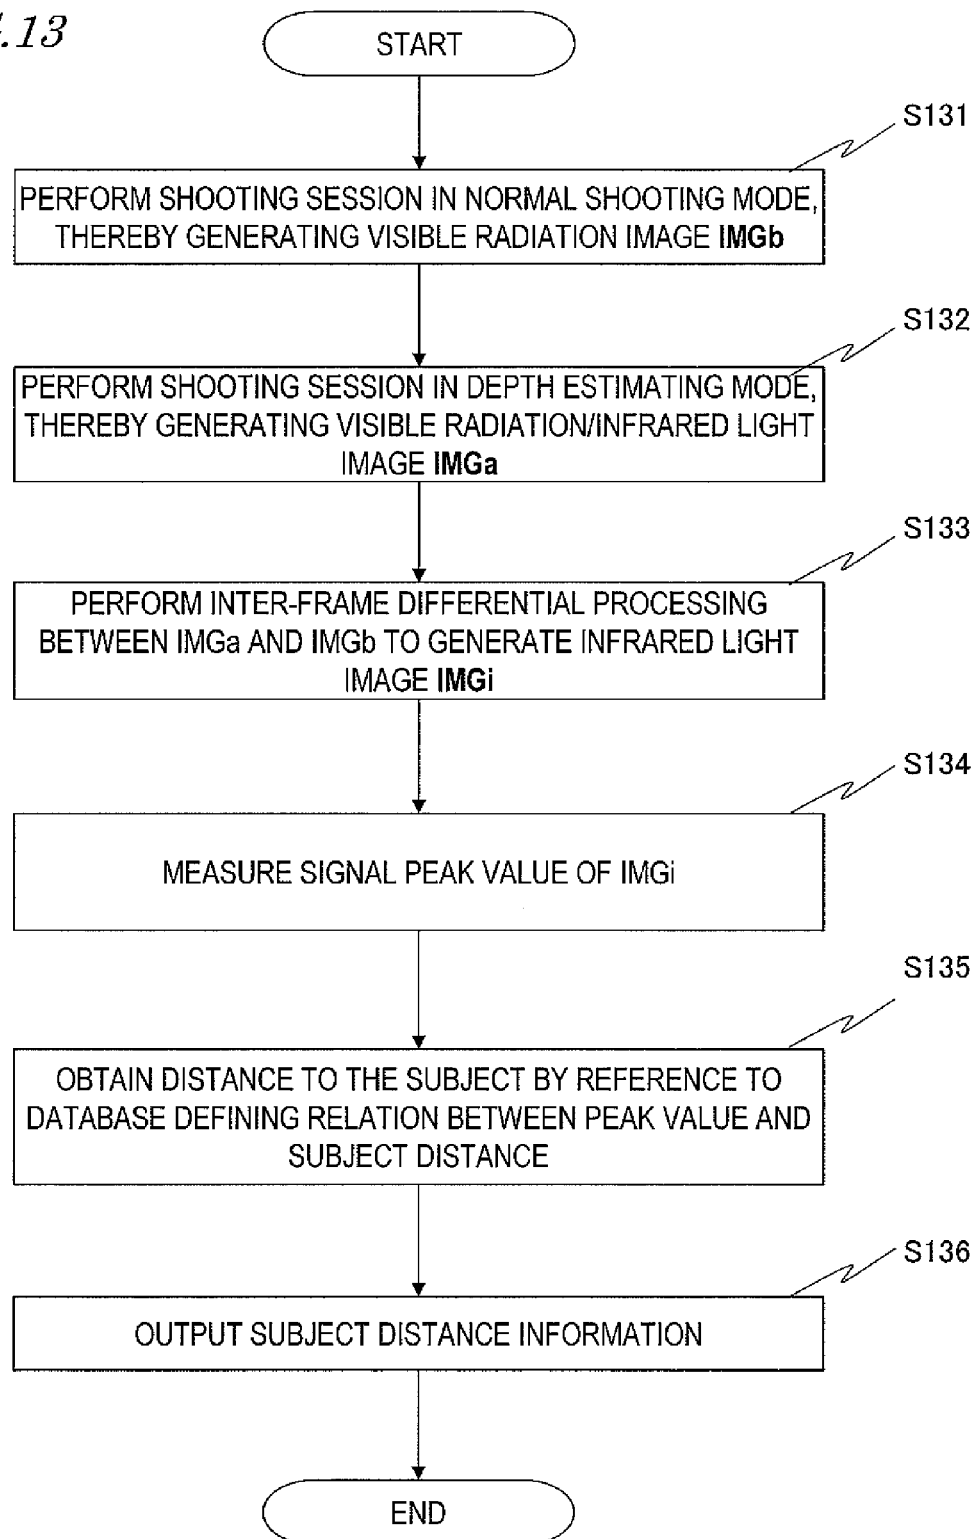 .13
START
S131
PERFORM SHOOTING SESSION IN NORMAL SHOOTING MODE,
THEREBY GENERATING VISIBLE RADIATION IMAGE IMGb
S132
PERFORM SHOOTING SESSION IN DEPTH ESTIMATING MODE,
THEREBY GENERATING VISIBLE RADIATION/INFRARED LIGHT
IMAGE IMGa
S133
PERFORM INTER-FRAME DIFFERENTIAL PROCESSING
BETWEEN IMGa AND IMGb TO GENERATE INFRARED LIGHT
IMAGE IMGi
S134
MEASURE SIGNAL PEAK VALUE OF IMGi
S135
OBTAIN DISTANCE TO THE SUBJECT BY REFERENCE TO
DATABASE DEFINING RELATION BETWEEN PEAK VALUE AND
SUBJECT DISTANCE
S136
OUTPUT SUBJECT DISTANCE INFORMATION
END